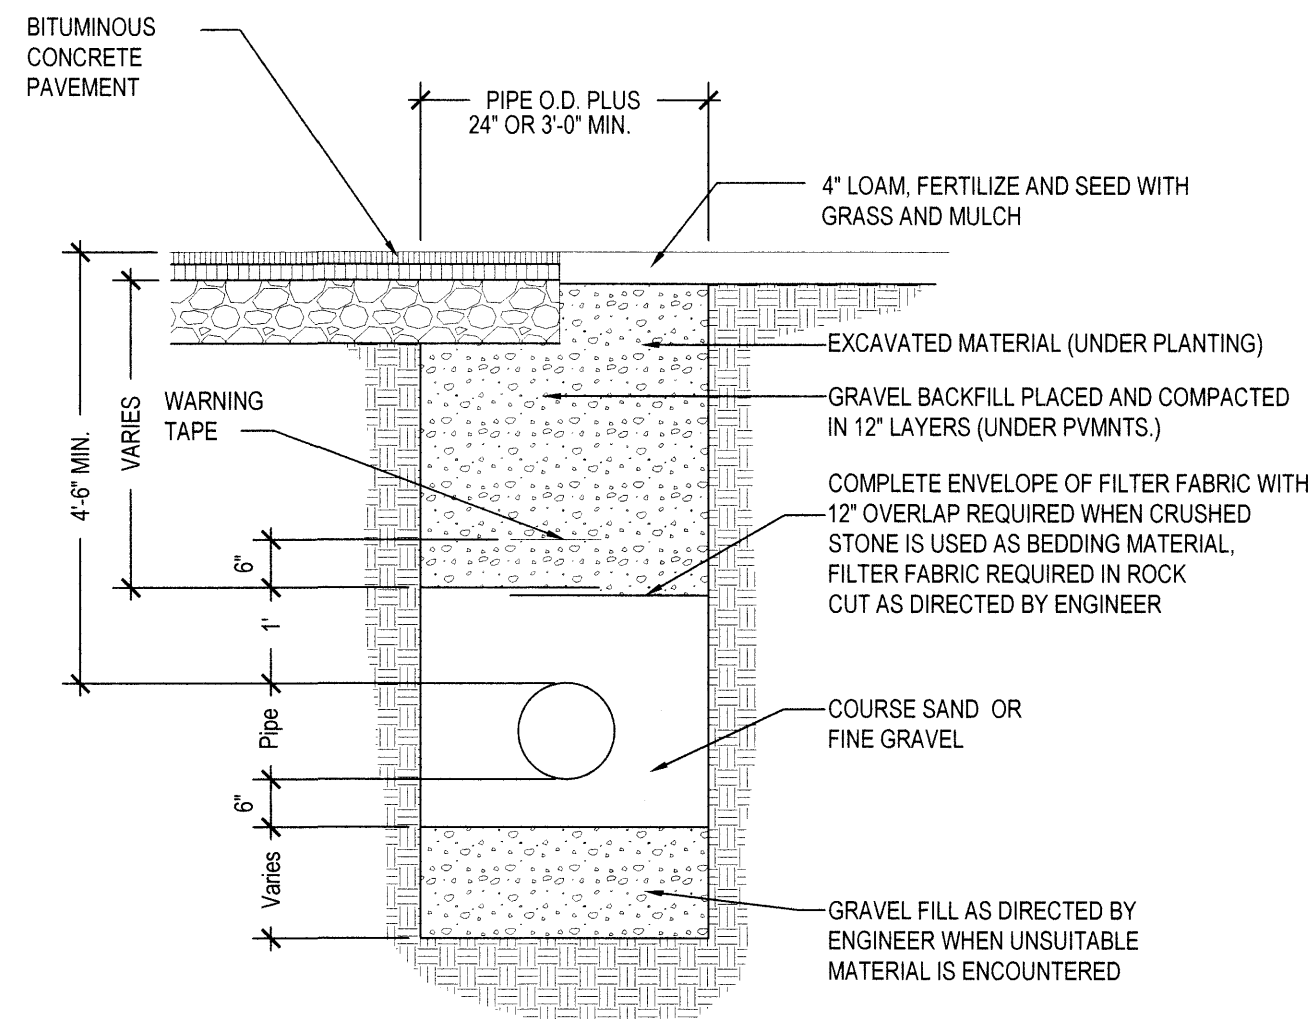 BITUMINOUS
CONCRETE
PAVEMENT
PIPE O.D. PLUS
24" OR 3'-0" MIN.
4" LOAM, FERTILIZE AND SEED WITH
GRASS AND MULCH
EXCAVATED MATERIAL (UNDER PLANTING)
GRAVEL BACKFILL PLACED AND COMPACTED
IN 12" LAYERS (UNDER PVMNTS.)
WARNING
TAPE
4'-6" MIN.
VARIES
COMPLETE ENVELOPE OF FILTER FABRIC WITH
12" OVERLAP REQUIRED WHEN CRUSHED
STONE IS USED AS BEDDING MATERIAL,
FILTER FABRIC REQUIRED IN ROCK
CUT AS DIRECTED BY ENGINEER
6"
1'
Pipe
6"
Varies
COURSE SAND OR
FINE GRAVEL
GRAVEL FILL AS DIRECTED BY
ENGINEER WHEN UNSUITABLE
MATERIAL IS ENCOUNTERED